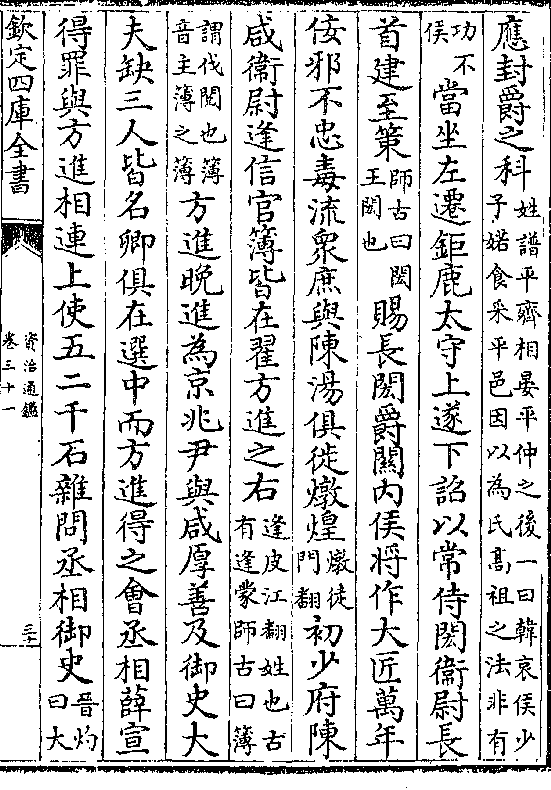 應封爵之科姓譜平齊相晏平仲之後一曰韓哀侯少子婼食采平邑因以為氏高祖之法非有
功不侯當坐左遷鉅鹿太守上遂下詔以常侍閎衞尉長
首建至策師古曰閎王閎也賜長閎爵關內侯將作大匠萬年
佞邪不忠毒流衆庶與陳湯俱徙燉煌燉徒門翻初少府陳
咸衞尉逢信官簿皆在翟方進之右逢皮江翻姓也古有逢蒙師古曰簿
謂伐閱也簿音主簿之簿方進晚進為京兆尹與咸厚善及御史大
夫缺三人皆名卿俱在選中而方進得之會丞相薛宣
得罪與方進相連上使五二千石雜問丞相御史晉灼曰大
欽定四庫全書
資治通鑑
卷三十一
三十